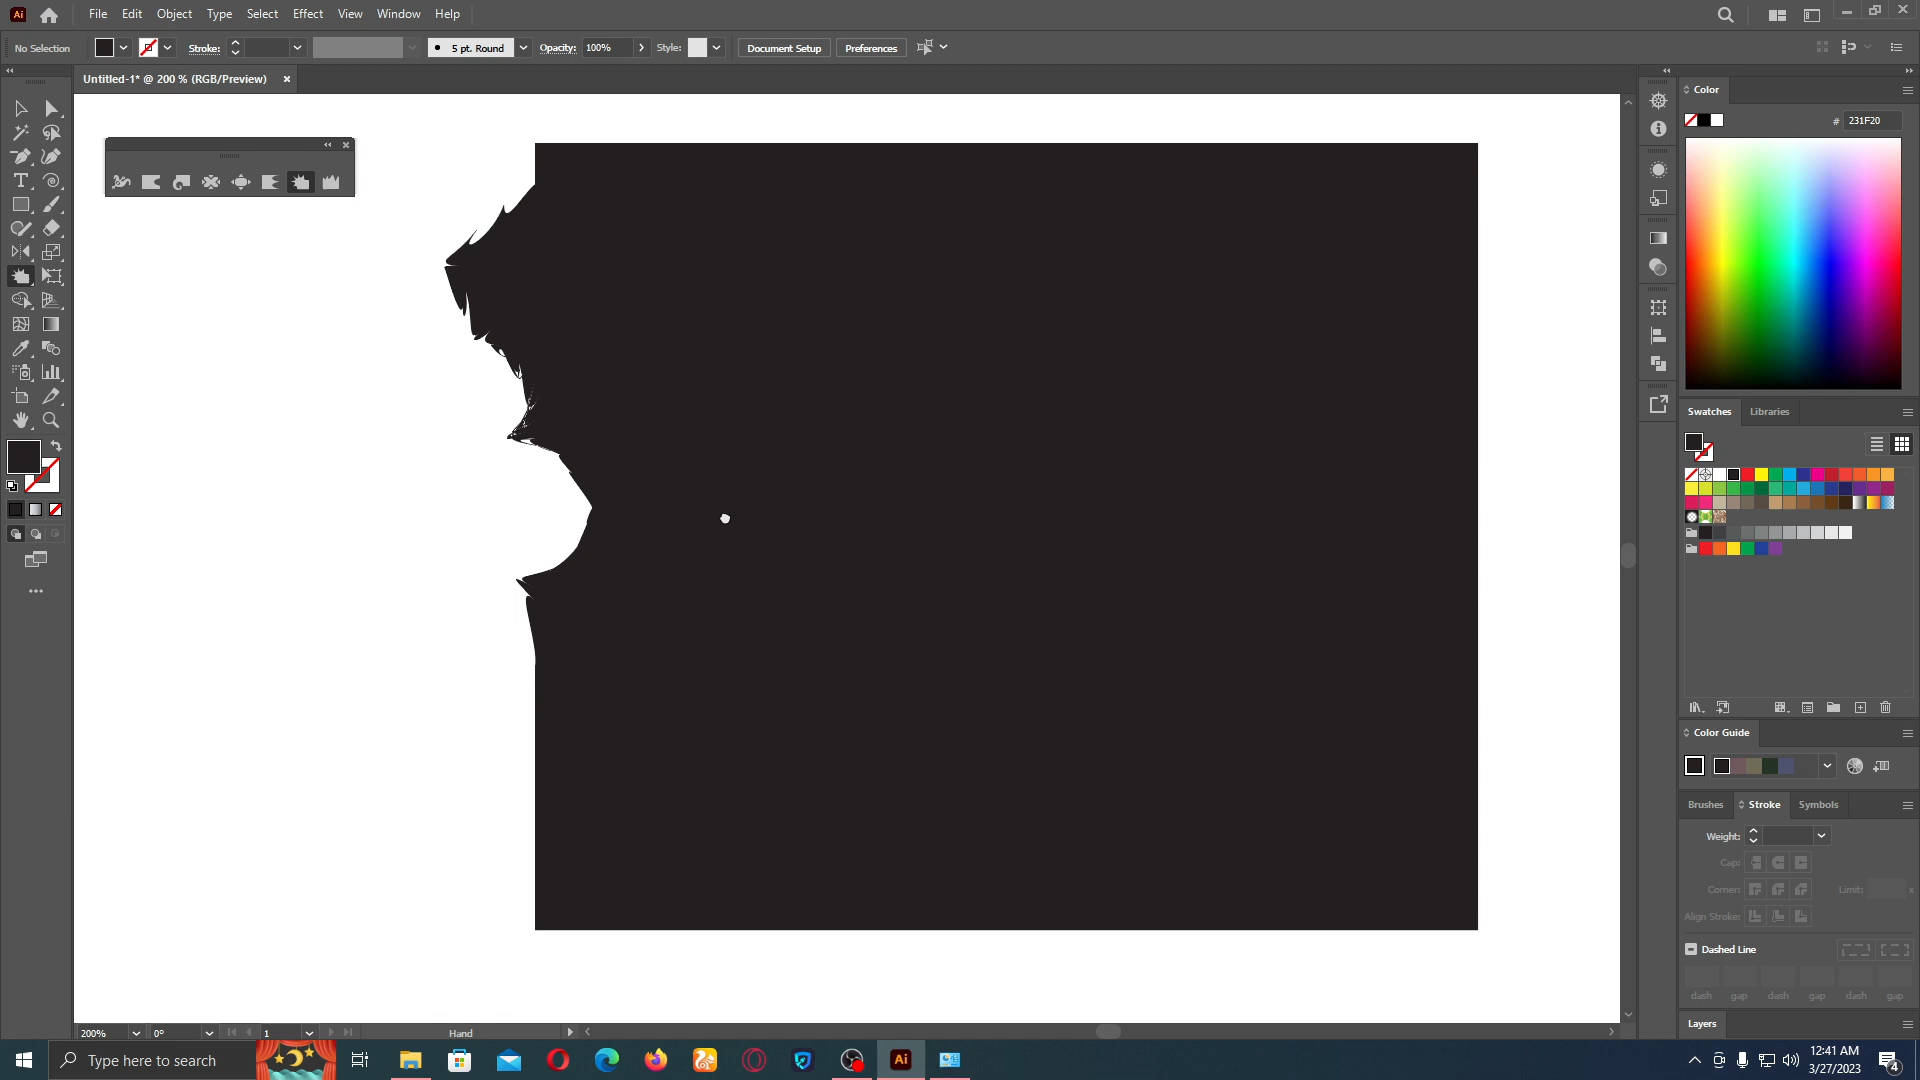 Ai
File Edit Object Type Select Effect View Window Help
No Selection
Stroke:
5 pt. Round
Opacity: 100%
Style:
Document Setup
Preferences
Untitled-1* @ 200 % (RGB/Preview)
Color
# 231F20
Swatches Libraries
Color Guide
Brushes Stroke Symbols
Weight:
Cap:
Corner: Limit: x
Align Stroke:
Dashed Line
dash gap dash gap dash gap
Layers
200% 0° 1 Hand
Type here to search
Ai
12:41 AM
3/27/2023
4